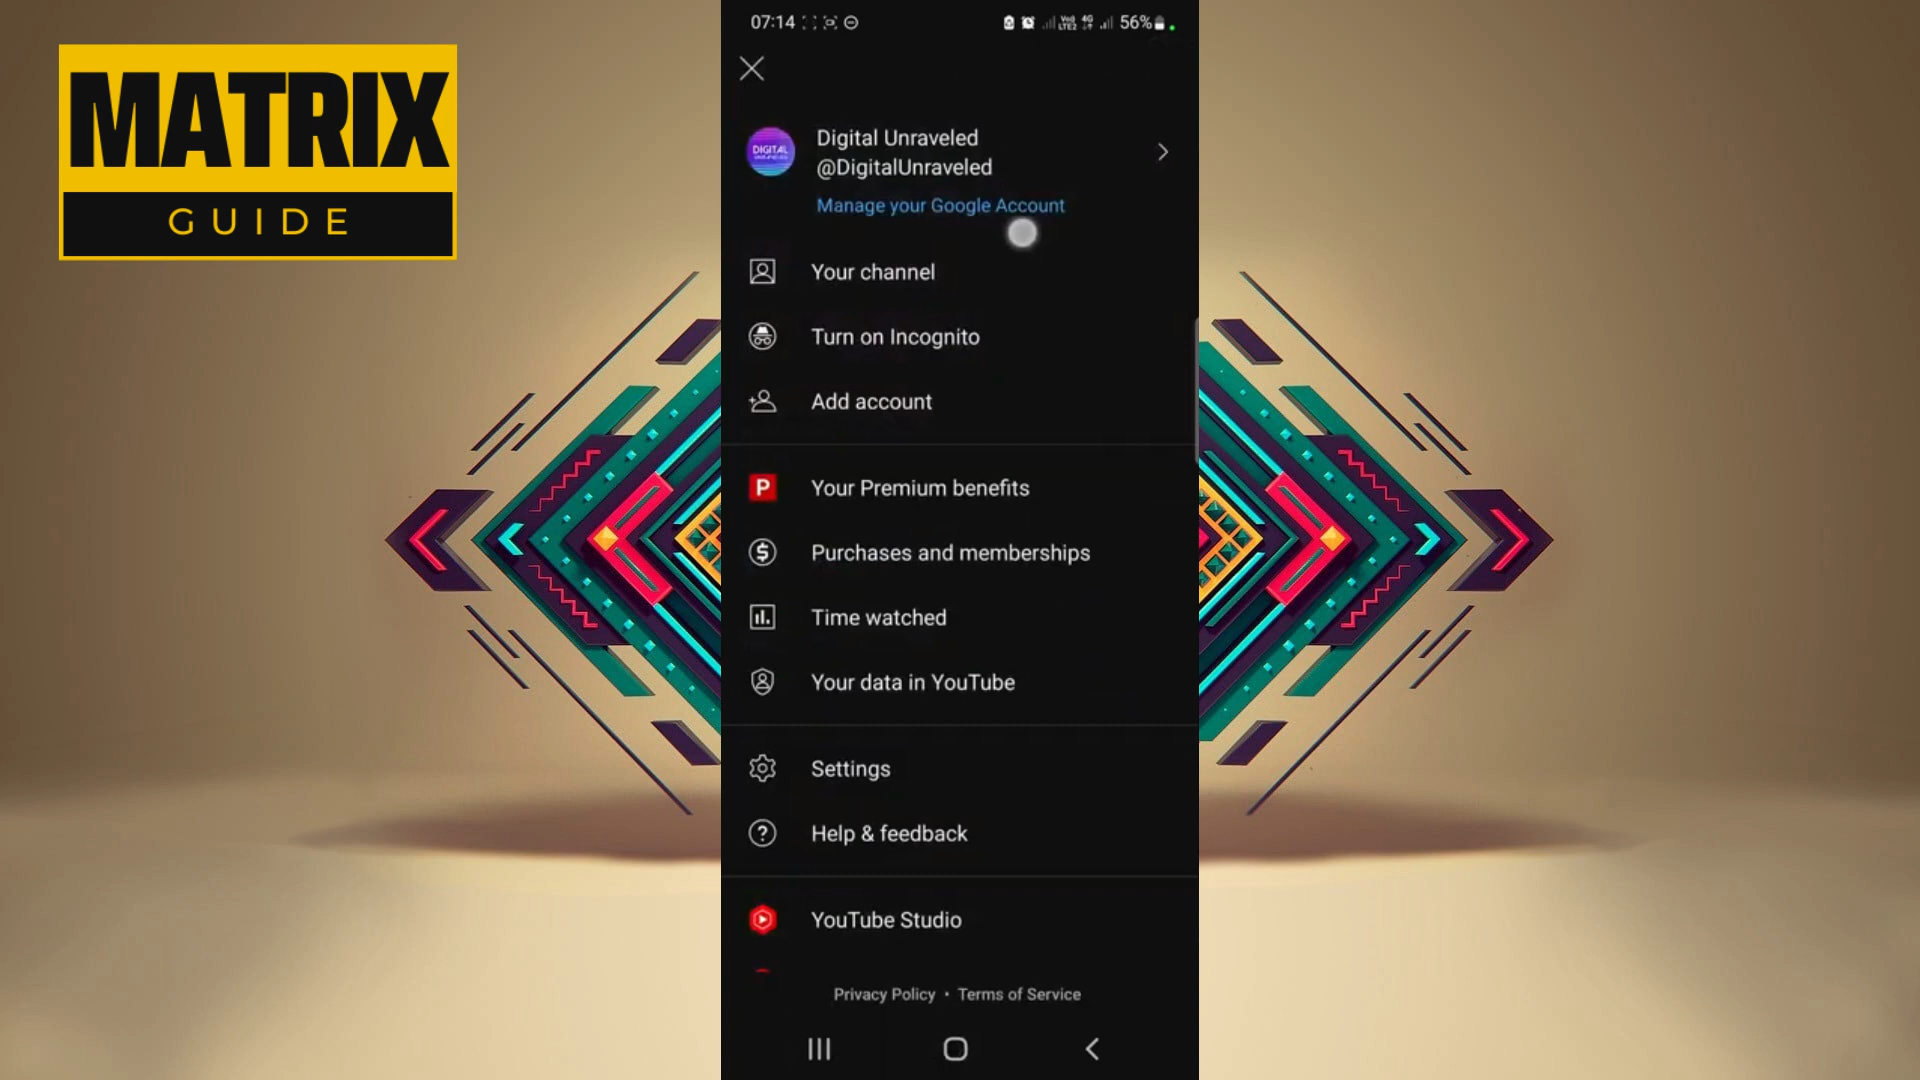 MATRIX
GUIDE
07:14
56%
Digital Unraveled
@DigitalUnraveled
Manage your Google Account
Your channel
Turn on Incognito
Add account
Your Premium benefits
Purchases and memberships
Time watched
Your data in YouTube
Settings
Help & feedback
YouTube Studio
Privacy Policy • Terms of Service